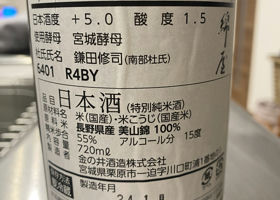 日本酒度 +5.0 酸度 1.5
使用酵母 宮城酵母
杜氏氏名 鎌田修司(南部杜氏)
6401 R4BY
綿屋
日本酒(特別純米酒)
米(国産)・米こうじ(国産米)
長野県産 美山錦 100%
55% アルコール分 15度
720ml
金の井酒造株式会社
宮城県栗原市一迫字川口町浦1番
製造年月
24.1